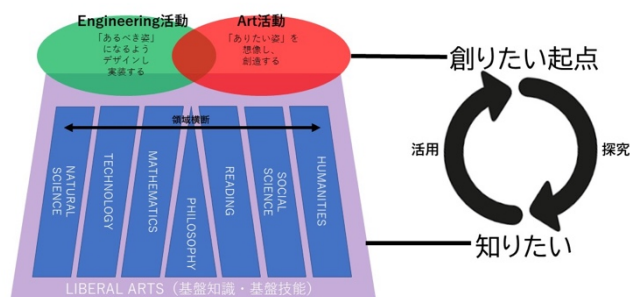 Engineering活動
「あるべき姿」
になるよう
デザインし
実装する
Art活動
「ありたい姿」を
想像し、
創造する
領域横断
NATURAL
SCIENCE
TECHNOLOGY
MATHEMATICS
PHILOSOPHY
READING
SOCIAL
SCIENCE
HUMANITIES
LIBERAL ARTS（基盤知識・基盤技能）
創りたい起点
活用
探究
知りたい